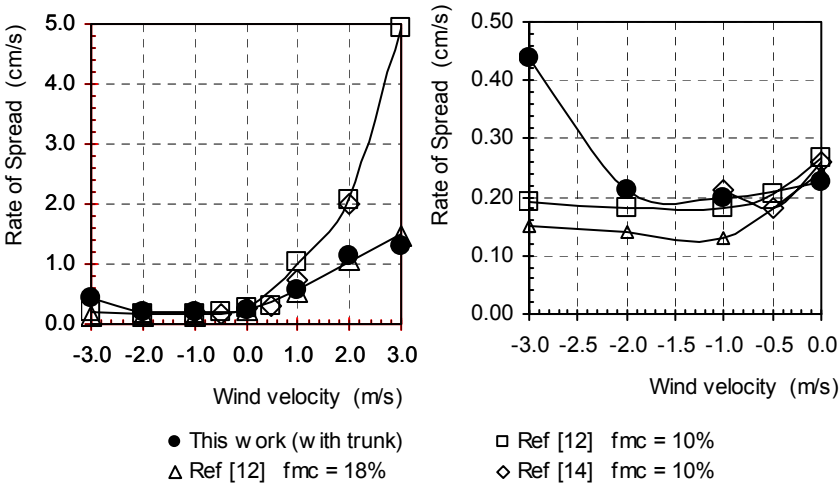 Rate of Spread (cm/s)
5.0
4.0
3.0
2.0
1.0
0.0
-3.0 -2.0 -1.0 0.0 1.0 2.0 3.0
Wind velocity (m/s)
Rate of Spread (cm/s)
0.50
0.40
0.30
0.20
0.10
0.00
-3.0 -2.5 -2.0 -1.5 -1.0 -0.5 0.0
Wind velocity (m/s)
This work (with trunk)
Ref [12] fmc = 10%
Ref [12] fmc = 18%
Ref [14] fmc = 10%